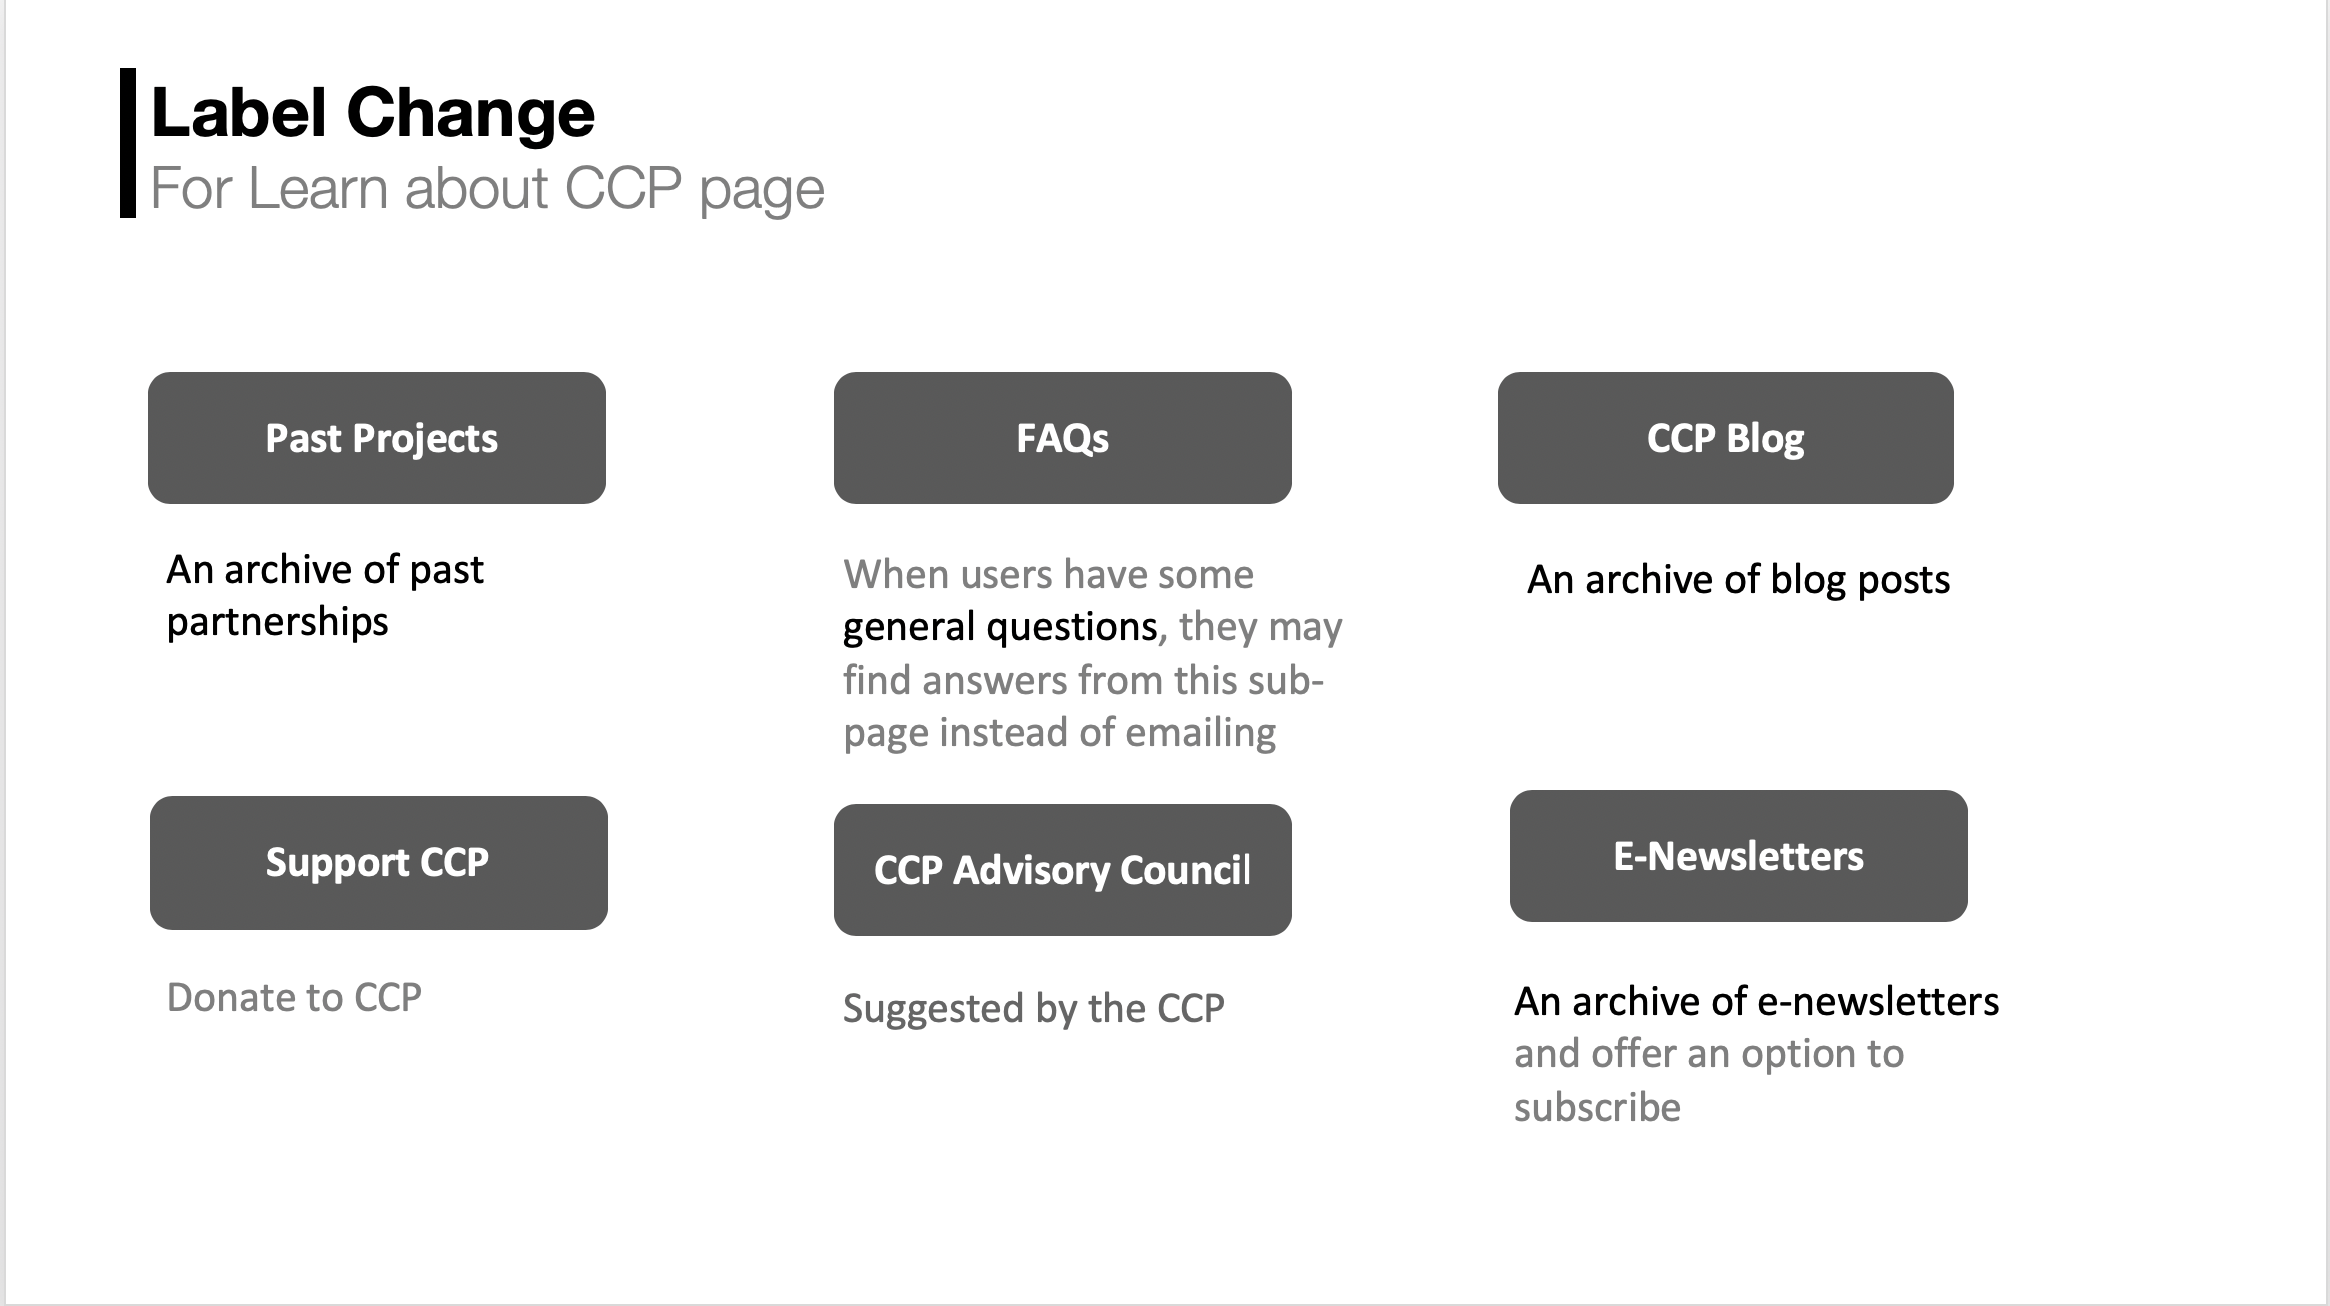 Label Change
For Learn about CCP page
Past Projects
An archive of past
partnerships
FAQs
When users have some
general questions, they may
find answers from this sub-
page instead of emailing
CCP Blog
An archive of blog posts
Support CCP
Donate to CCP
CCP Advisory Council
Suggested by the CCP
E-Newsletters
An archive of e-newsletters
and offer an option to
subscribe